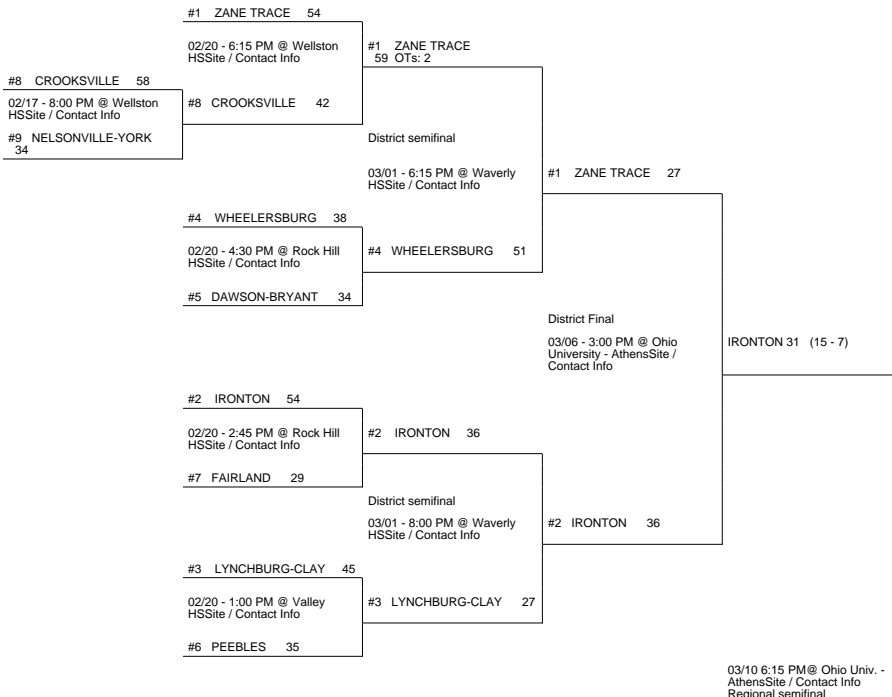 #1 ZANE TRACE 54
02/20 - 6:15 PM @ Wellston
HSSite / Contact Info
#1 ZANE TRACE
59 OTs: 2
#8 CROOKSVILLE 58
02/17 - 8:00 PM @ Wellston
HSSite / Contact Info
#8 CROOKSVILLE 42
#9 NELSONVILLE-YORK
34
District semifinal
03/01 - 6:15 PM @ Waverly
HSSite / Contact Info
#1 ZANE TRACE 27
#4 WHEELERSBURG 38
02/20 - 4:30 PM @ Rock Hill
HSSite / Contact Info
#4 WHEELERSBURG 51
#5 DAWSON-BRYANT 34
District Final
03/06 - 3:00 PM @ Ohio
University - AthensSite /
Contact Info
IRONTON 31 (15 - 7)
#2 IRONTON 54
02/20 - 2:45 PM @ Rock Hill
HSSite / Contact Info
#2 IRONTON 36
#7 FAIRLAND 29
District semifinal
03/01 - 8:00 PM @ Waverly
HSSite / Contact Info
#2 IRONTON 36
#3 LYNCHBURG-CLAY 45
02/20 - 1:00 PM @ Valley
HSSite / Contact Info
#3 LYNCHBURG-CLAY 27
#6 PEEBLES 35
03/10 6:15 PM@ Ohio Univ. -
AthensSite / Contact Info
Regional semifinal